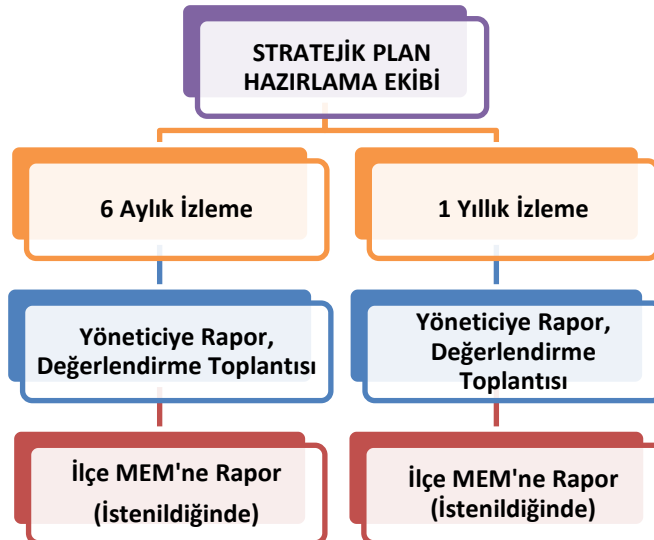 STRATEJİK PLAN
HAZIRLAMA EKİBİ
6 Aylık İzleme
1 Yıllık İzleme
Yöneticiye Rapor,
Değerlendirme Toplantısı
Yöneticiye Rapor,
Değerlendirme
Toplantısı
İlçe MEM'ne Rapor
(İstenildiğinde)
İlçe MEM'ne Rapor
(İstenildiğinde)